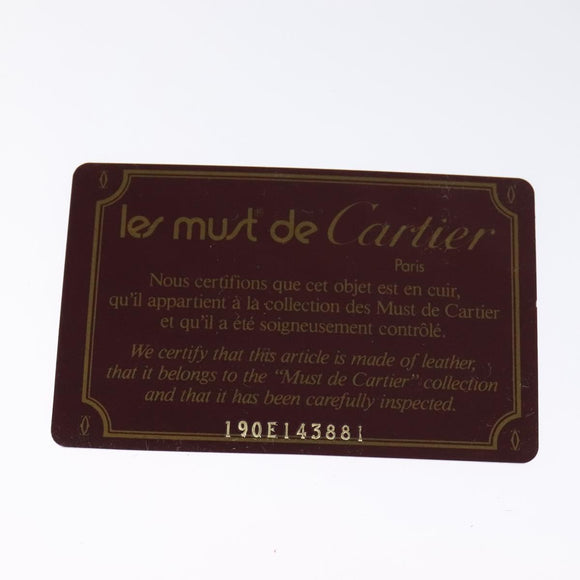 les must de Cartier
Paris
Nous certifions que cet objet est en cuir,
qu'il appartient à la collection des Must de Cartier
et qu'il a été soigneusement contrôlé.
We certify that this article is made of leather,
that it belongs to the "Must de Cartier" collection
and that it has been carefully inspected.
190E143881